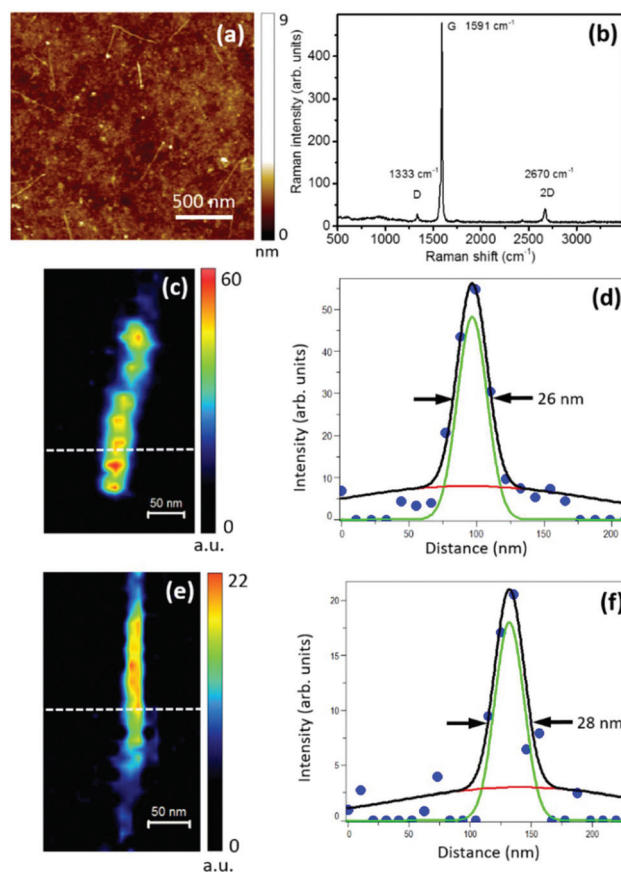 (a)
500 nm
9
0
nm
(b)
Raman intensity (arb. units)
400
300
200
100
0
G 1591 cm⁻¹
1333 cm⁻¹
D
2670 cm⁻¹
2D
500 1000 1500 2000 2500 3000
Raman shift (cm⁻¹)
(c)
50 nm
60
0
a.u.
(d)
Intensity (arb. units)
50
40
30
20
10
0
26 nm
0 50 100 150 200
Distance (nm)
(e)
50 nm
22
0
a.u.
(f)
Intensity (arb. units)
20
15
10
5
0
28 nm
0 50 100 150 200
Distance (nm)